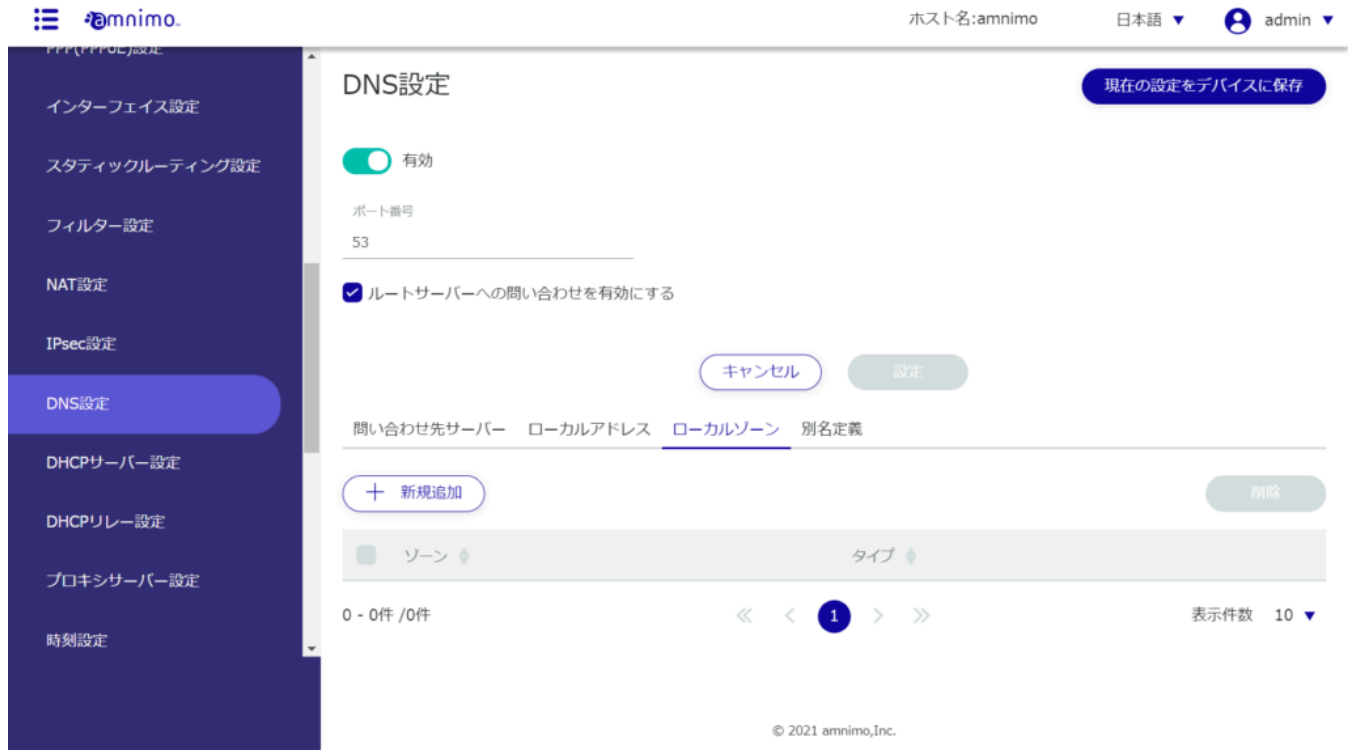 amnimo.
ホスト名:amnimo
日本語 ▼
admin ▼
PPP(PPPoE)設定
インターフェイス設定
スタティックルーティング設定
フィルター設定
NAT設定
IPsec設定
DNS設定
DHCPサーバー設定
DHCPリレー設定
プロキシサーバー設定
時刻設定
DNS設定
現在の設定をデバイスに保存
有効
ポート番号
53
ルートサーバーへの問い合わせを有効にする
キャンセル
設定
問い合わせ先サーバー ローカルアドレス ローカルゾーン 別名定義
＋ 新規追加
削除
ゾーン タイプ
0 - 0件 /0件
« < 1 > »
表示件数 10 ▼
© 2021 amnimo,Inc.